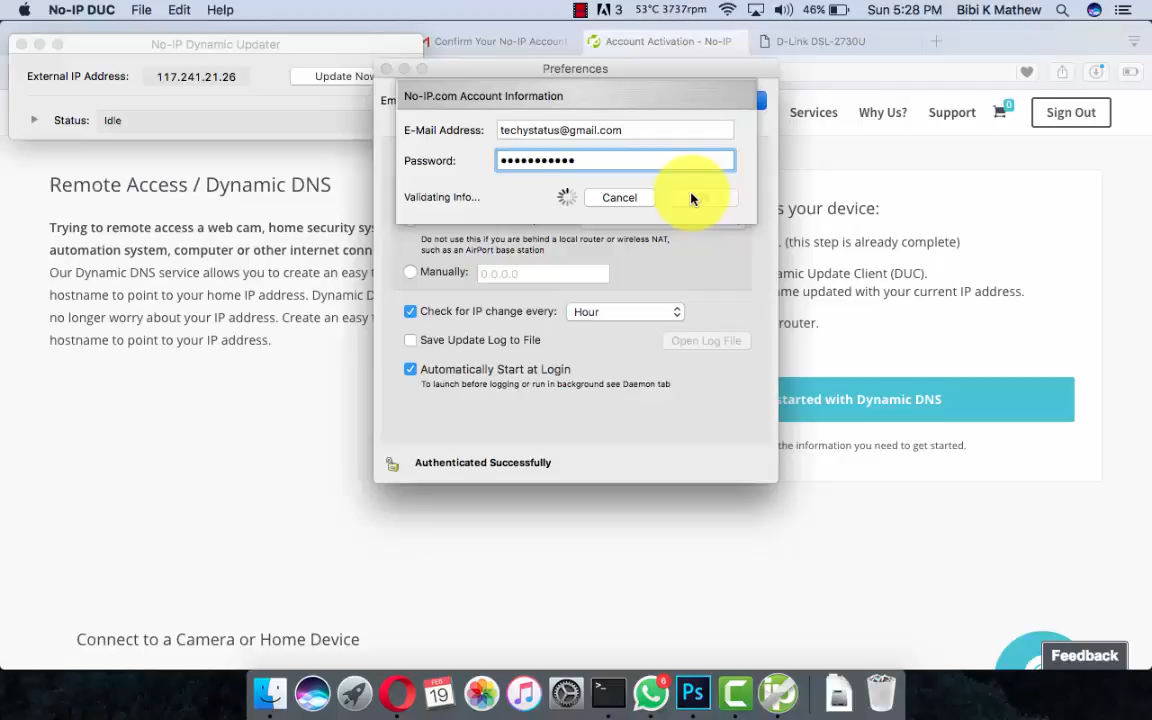 No-IP DUC File Edit Help 3 53°C 3737rpm 46% Sun 5:28 PM Bibi K Mathew
No-IP Dynamic Updater
Confirm Your No-IP Account
Account Activation - No-IP
D-Link DSL-2730U
External IP Address: 117.241.21.26 Update Now
Status: Idle
Preferences
Em
No-IP.com Account Information
E-Mail Address: techystatus@gmail.com
Password: •••••••••••
Validating Info... Cancel
Do not use this if you are behind a local router or wireless NAT,
such as an AirPort base station
Manually: 0.0.0.0
Check for IP change every: Hour
Save Update Log to File Open Log File
Automatically Start at Login
To launch before logging or run in background see Daemon tab
Authenticated Successfully
Services Why Us? Support 0 Sign Out
Remote Access / Dynamic DNS
Trying to remote access a web cam, home security sys
automation system, computer or other internet conn
Our Dynamic DNS service allows you to create an easy t
hostname to point to your home IP address. Dynamic D
no longer worry about your IP address. Create an easy t
hostname to point to your IP address.
s your device:
. (this step is already complete)
amic Update Client (DUC).
me updated with your current IP address.
router.
started with Dynamic DNS
the information you need to get started.
Connect to a Camera or Home Device
Feedback
FEB
19
6
Ps